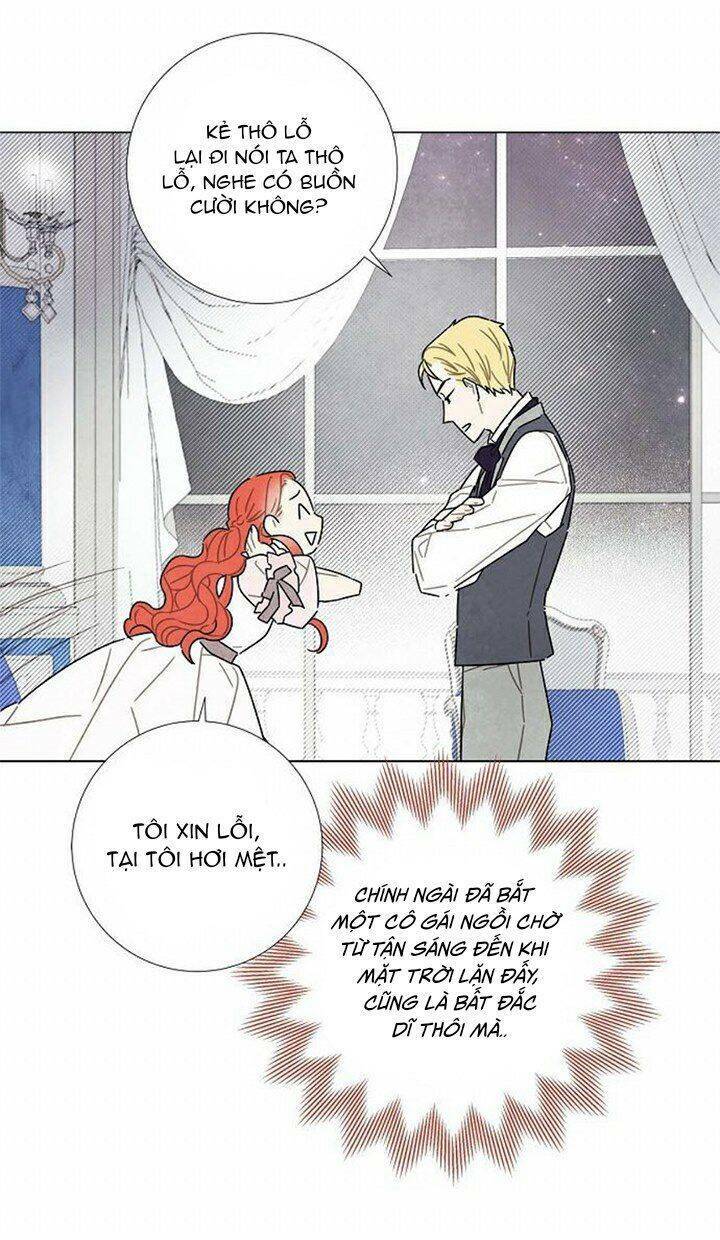 KẺ THÔ LỖ
LẠI ĐI NÓI TA THÔ
LỖ, NGHE CÓ BUỒN
CƯỜI KHÔNG?
TÔI XIN LỖI,
TẠI TÔI HƠI MỆT..
CHÍNH NGÀI ĐÃ BẮT
MỘT CÔ GÁI NGỒI CHỜ
TỪ TẬN SÁNG ĐẾN KHI
MẶT TRỜI LẶN ĐẤY,
CŨNG LÀ BẤT ĐẮC
DĨ THÔI MÀ..